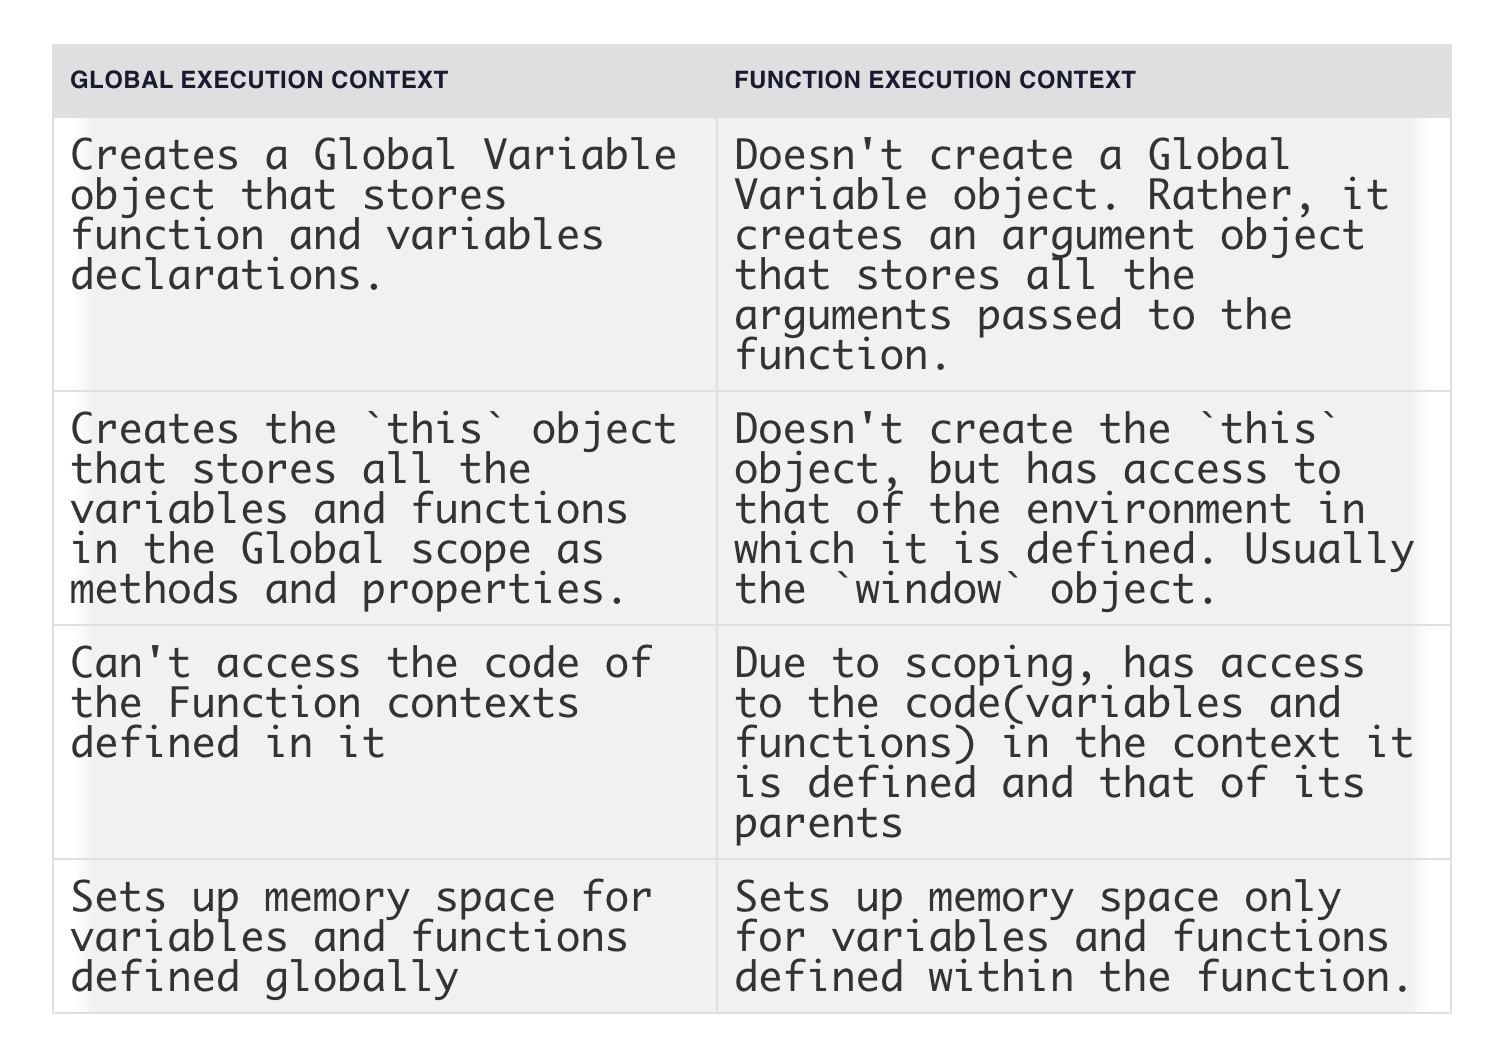 GLOBAL EXECUTION CONTEXT
FUNCTION EXECUTION CONTEXT
Creates a Global Variable
object that stores
function and variables
declarations.
Doesn't create a Global
Variable object. Rather, it
creates an argument object
that stores all the
arguments passed to the
function.
Creates the `this` object
that stores all the
variables and functions
in the Global scope as
methods and properties.
Doesn't create the `this`
object, but has access to
that of the environment in
which it is defined. Usually
the `window` object.
Can't access the code of
the Function contexts
defined in it
Due to scoping, has access
to the code(variables and
functions) in the context it
is defined and that of its
parents
Sets up memory space for
variables and functions
defined globally
Sets up memory space only
for variables and functions
defined within the function.